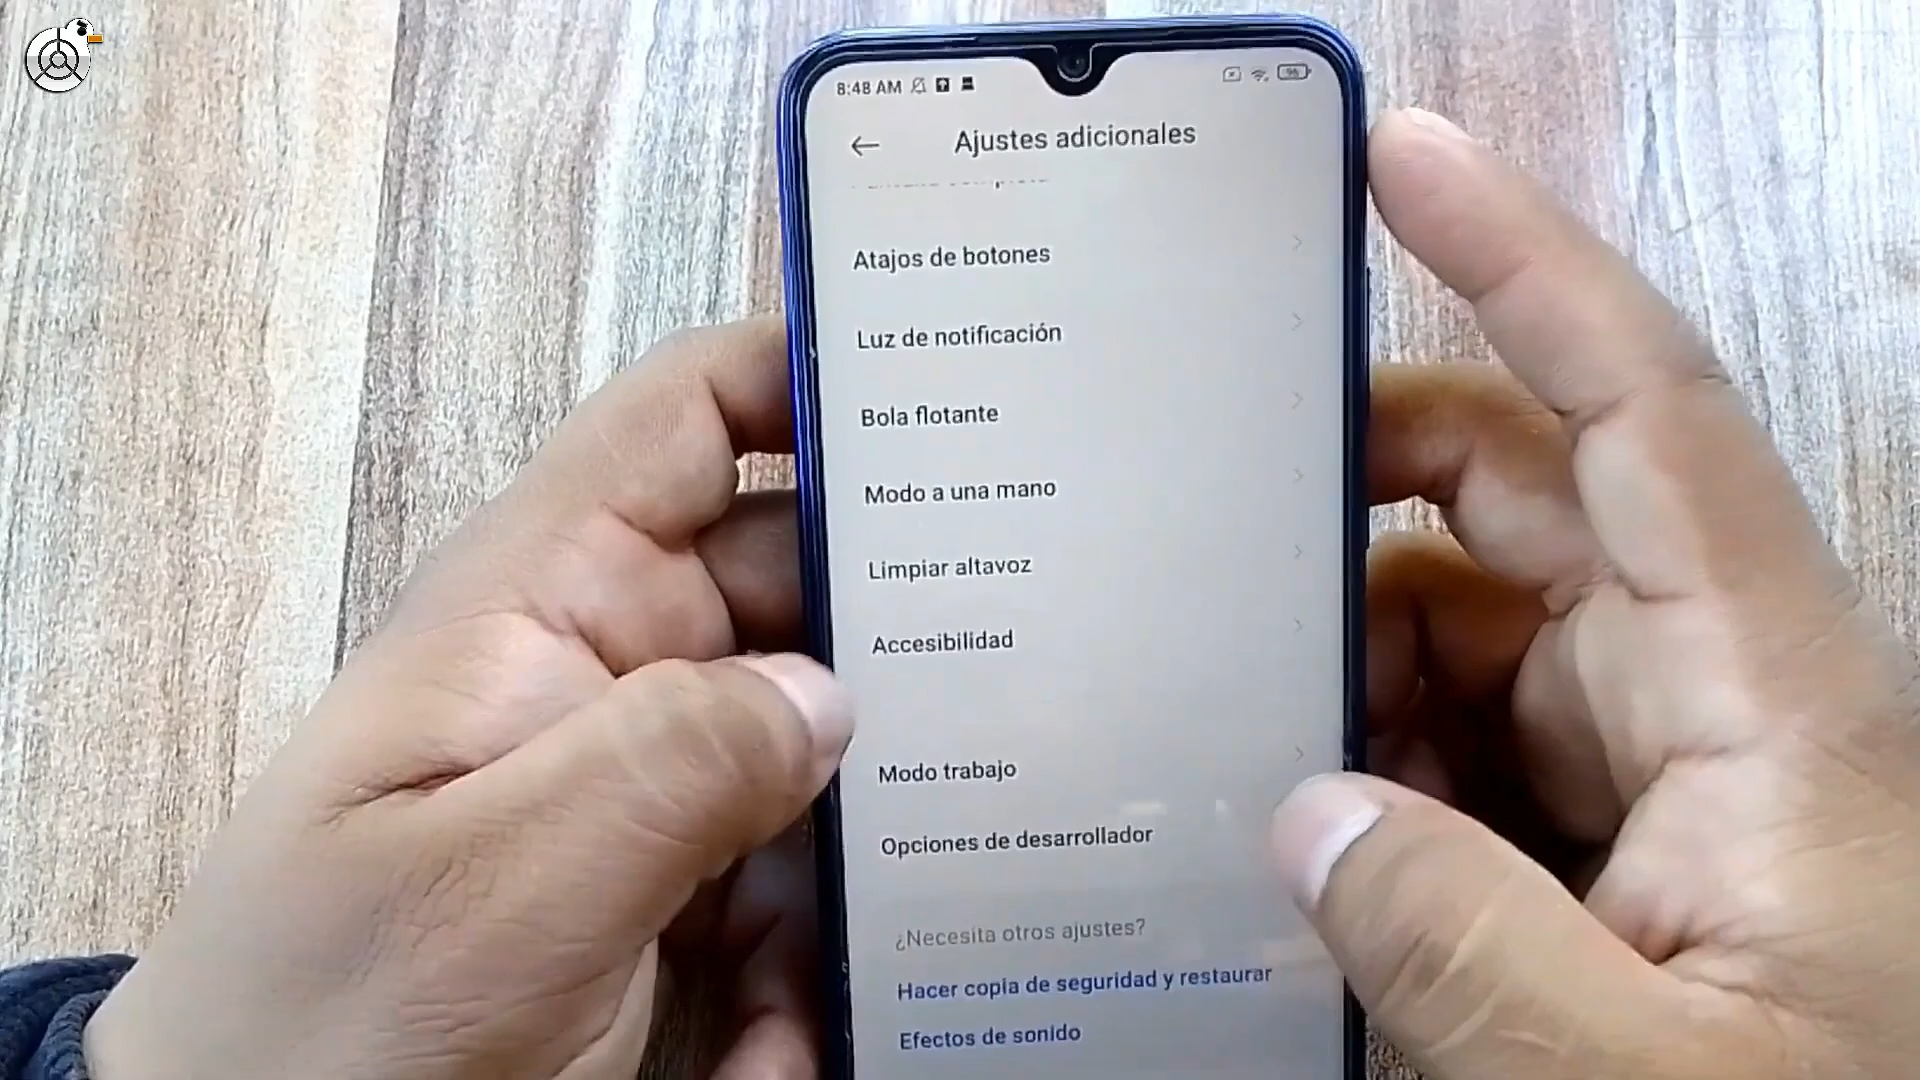 8:48 AM
96
Ajustes adicionales
Atajos de botones
Luz de notificación
Bola flotante
Modo a una mano
Limpiar altavoz
Accesibilidad
Modo trabajo
Opciones de desarrollador
¿Necesita otros ajustes?
Hacer copia de seguridad y restaurar
Efectos de sonido